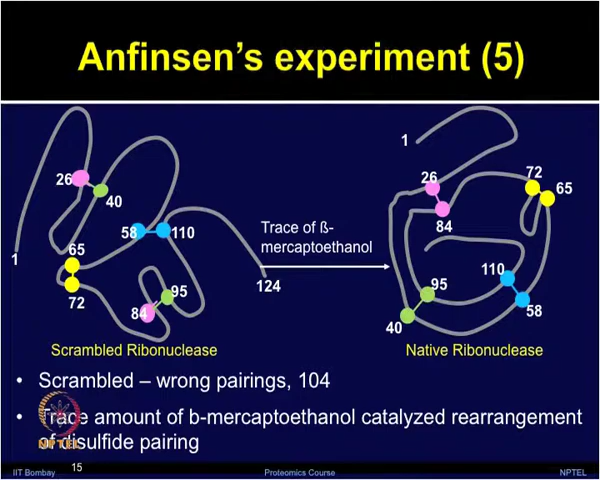 Anfinsen's experiment (5)
1
26
40
58
110
65
72
84
95
1
124
Scrambled Ribonuclease
Trace of ß-
mercaptoethanol
1
26
84
72
65
110
58
95
40
Native Ribonuclease
• Scrambled – wrong pairings, 104
• Trace amount of b-mercaptoethanol catalyzed rearrangement
of disulfide pairing
NPTEL
IIT Bombay
15
Proteomics Course
NPTEL